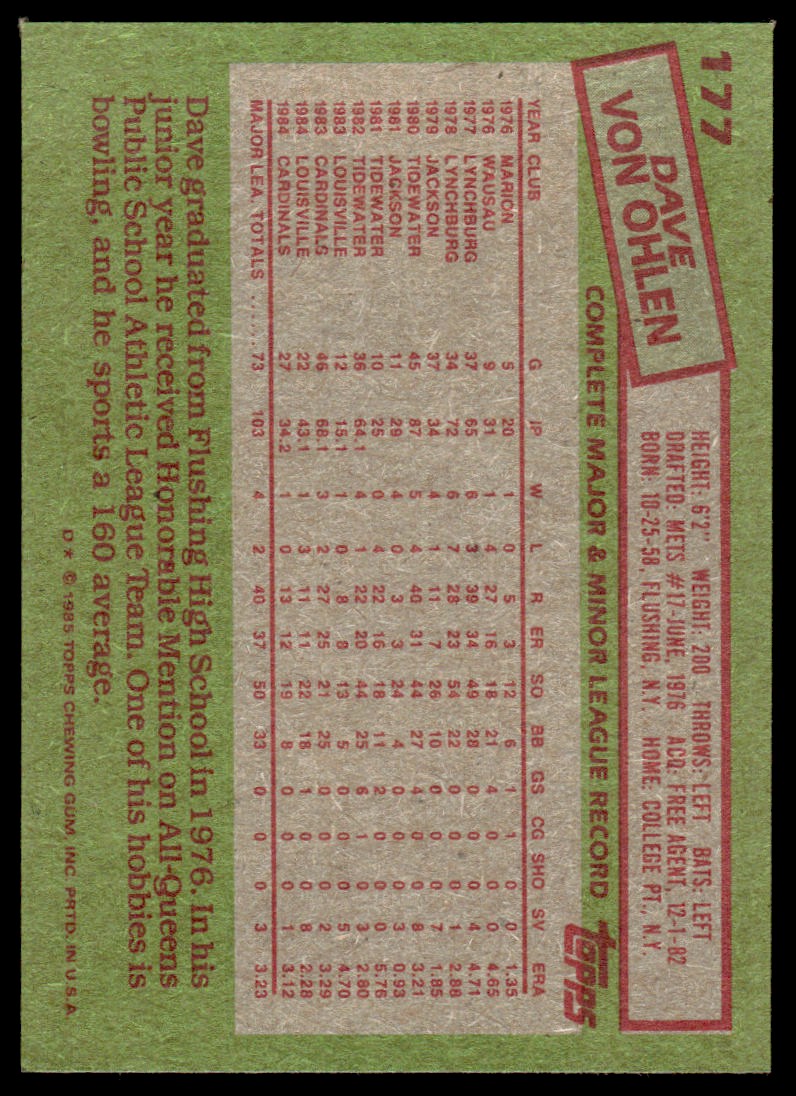 177
DAVE
VON OHLEN
HEIGHT: 6'2" WEIGHT: 200 THROWS: LEFT BATS: LEFT
DRAFTED: METS #17-JUNE, 1976 ACQ: FREE AGENT, 12-1-82
BORN: 10-25-58, FLUSHING, N.Y. HOME: COLLEGE PT., N.Y.
COMPLETE MAJOR & MINOR LEAGUE RECORD
TOPPS
YEAR CLUB G IP W L R ER SO BB GS CG SHO SV ERA
1976 MARION 5 20 1 0 5 3 12 6 1 1 0 0 1.35
1976 WAUSAU 9 31 1 4 27 16 18 21 4 0 0 0 4.65
1977 LYNCHBURG 37 65 6 3 39 34 49 28 0 0 0 4 4.71
1978 LYNCHBURG 34 72 6 7 28 23 54 22 0 0 0 1 2.88
1979 JACKSON 37 34 4 1 11 7 26 10 0 0 0 7 1.85
1980 TIDEWATER 45 87 5 4 40 31 44 27 4 0 0 8 3.21
1981 JACKSON 11 29 4 0 3 3 24 4 0 0 0 3 0.93
1981 TIDEWATER 10 25 0 4 22 16 18 11 2 0 0 0 5.76
1982 TIDEWATER 36 64.1 4 1 22 20 44 25 6 1 0 3 2.80
1983 LOUISVILLE 12 15.1 1 0 8 8 13 5 0 0 0 5 4.70
1983 CARDINALS 46 68.1 3 2 27 25 21 25 0 0 0 2 3.29
1984 LOUISVILLE 22 43.1 1 3 11 11 22 18 1 0 0 8 2.28
1984 CARDINALS 27 34.2 1 0 13 12 19 8 0 0 0 1 3.12
MAJOR LEA TOTALS ...... 73 103 4 2 40 37 50 33 0 0 0 3 3.23
Dave graduated from Flushing High School in 1976. In his
junior year he received Honorable Mention on All-Queens
Public School Athletic League Team. One of his hobbies is
bowling, and he sports a 160 average.
D* © 1985 TOPPS CHEWING GUM, INC. PRTD. IN U.S.A.